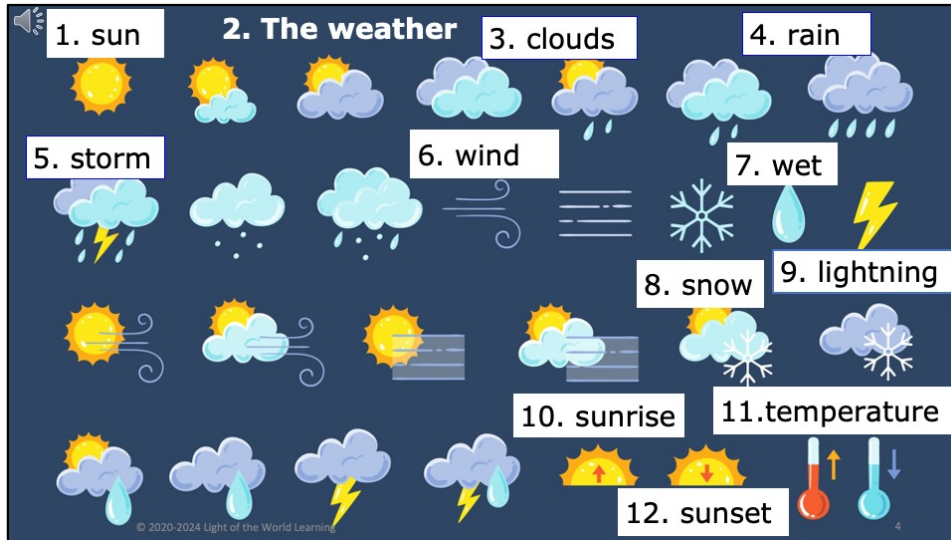 1. sun
2. The weather
3. clouds
4. rain
5. storm
6. wind
7. wet
8. snow
9. lightning
10. sunrise
11.temperature
12. sunset
© 2020-2024 Light of the World Learning
4